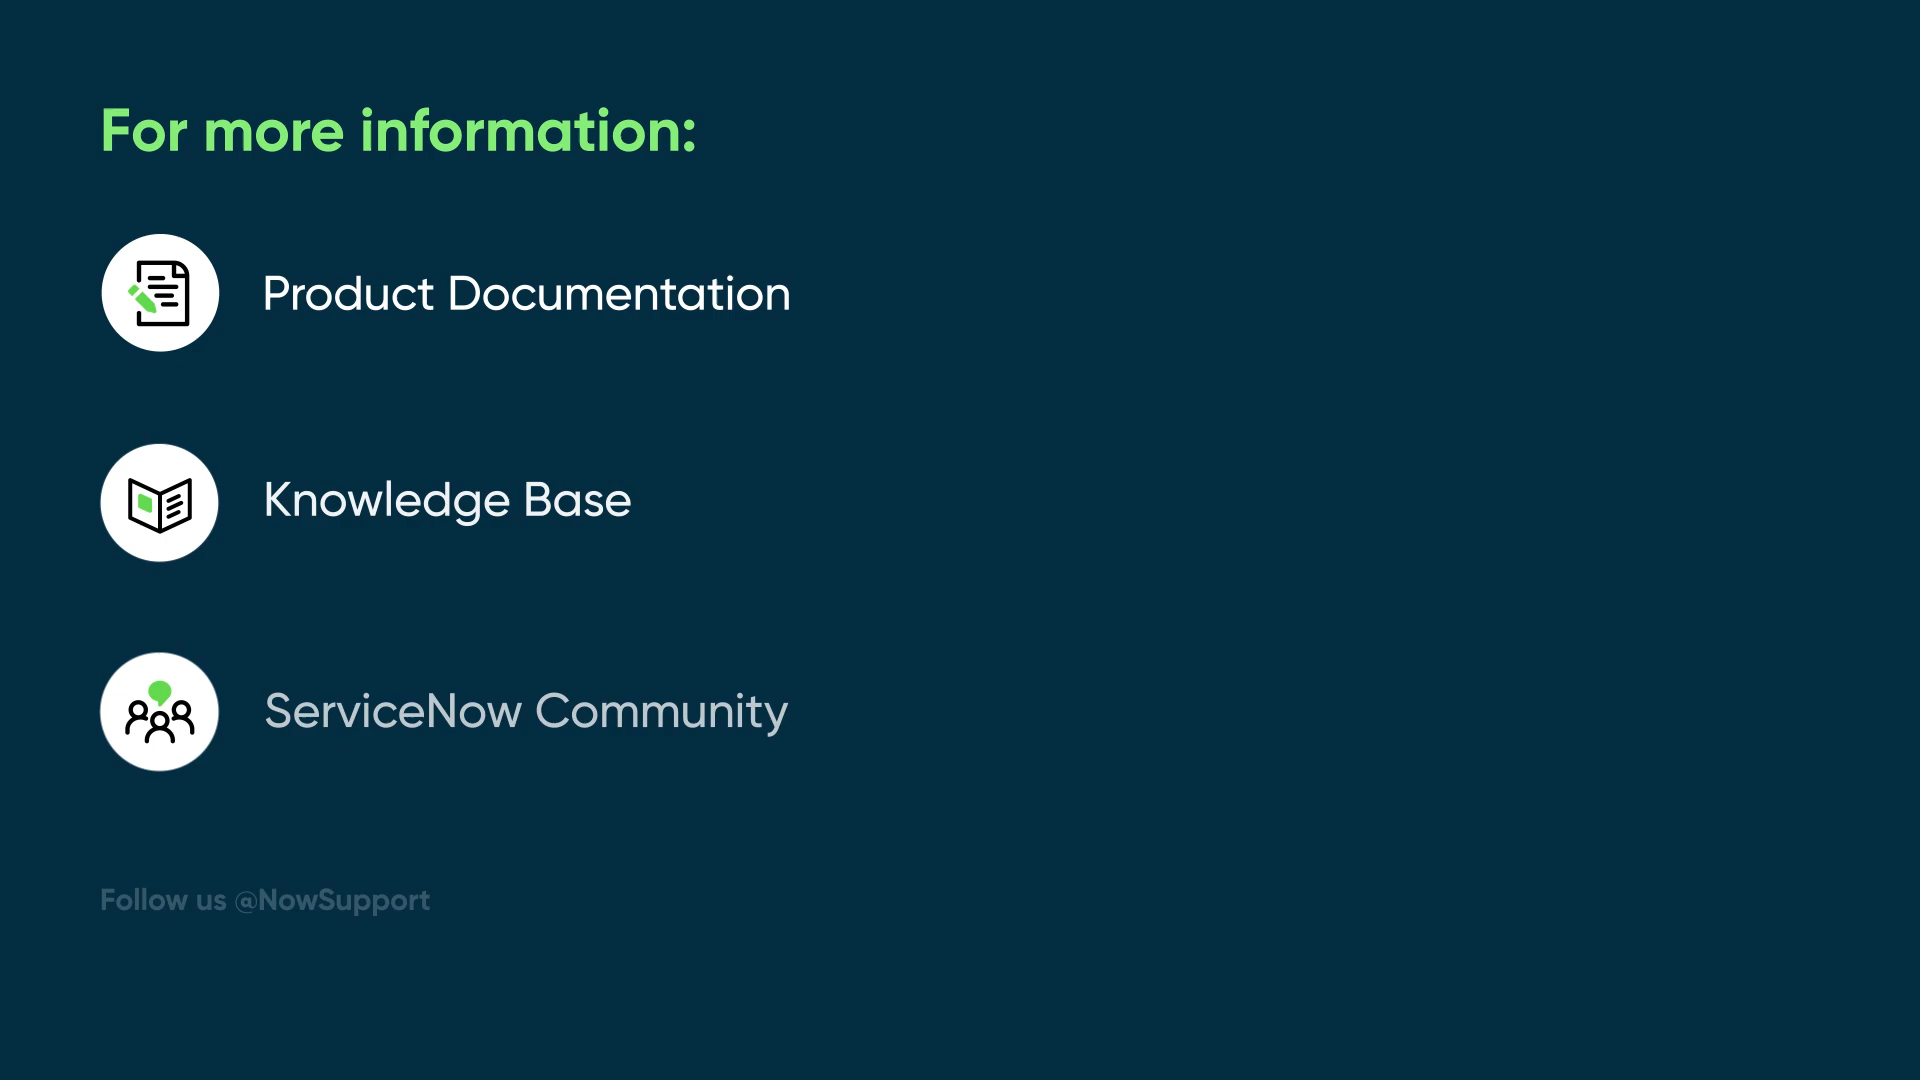 For more information:
Product Documentation
Knowledge Base
ServiceNow Community
Follow us @NowSupport